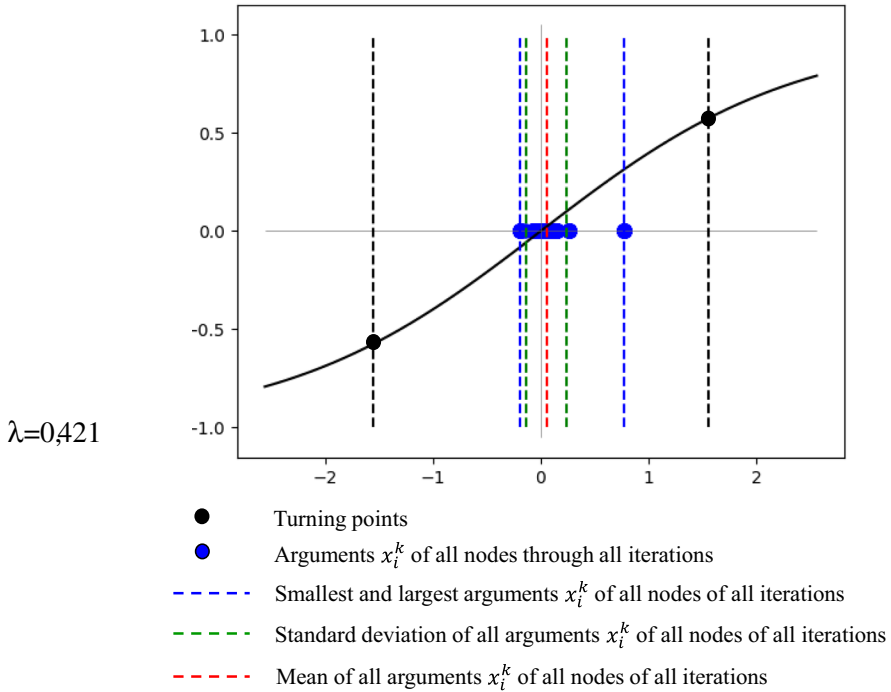 1.0
0.5
0.0
-0.5
-1.0
λ=0,421
−2
−1
0
1
2
Turning points
Arguments x_i^k of all nodes through all iterations
Smallest and largest arguments x_i^k of all nodes of all iterations
Standard deviation of all arguments x_i^k of all nodes of all iterations
Mean of all arguments x_i^k of all nodes of all iterations